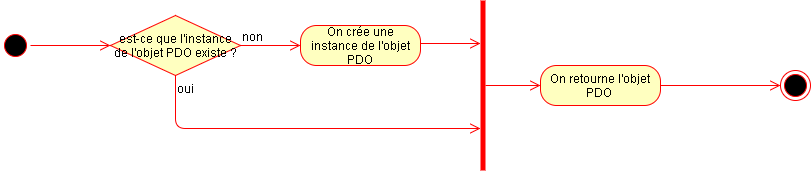 est-ce que l'instance
de l'objet PDO existe ?
non
On crée une
instance de l'objet
PDO
oui
On retourne l'objet
PDO